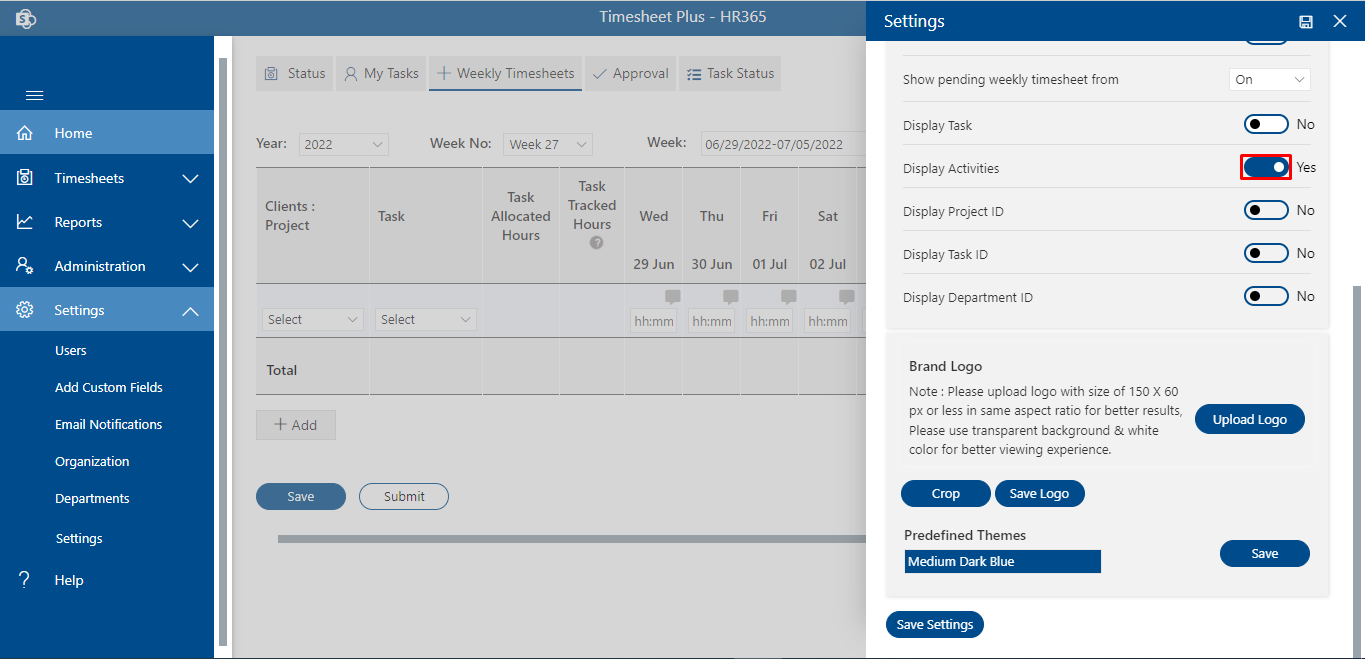 Timesheet Plus - HR365
Settings
Home
Timesheets
Reports
Administration
Settings
Users
Add Custom Fields
Email Notifications
Organization
Departments
Settings
? Help
Status
My Tasks
Weekly Timesheets
Approval
Task Status
Year: 2022
Week No: Week 27
Week: 06/29/2022-07/05/2022
Clients :
Project
Task
Task
Allocated
Hours
Task
Tracked
Hours
?
Wed
29 Jun
Thu
30 Jun
Fri
01 Jul
Sat
02 Jul
Select
Select
hh:mm
hh:mm
hh:mm
hh:mm
Total
+ Add
Save
Submit
Show pending weekly timesheet from
On
Display Task
No
Display Activities
Yes
Display Project ID
No
Display Task ID
No
Display Department ID
No
Brand Logo
Note : Please upload logo with size of 150 X 60
px or less in same aspect ratio for better results,
Please use transparent background & white
color for better viewing experience.
Upload Logo
Crop
Save Logo
Predefined Themes
Medium Dark Blue
Save
Save Settings